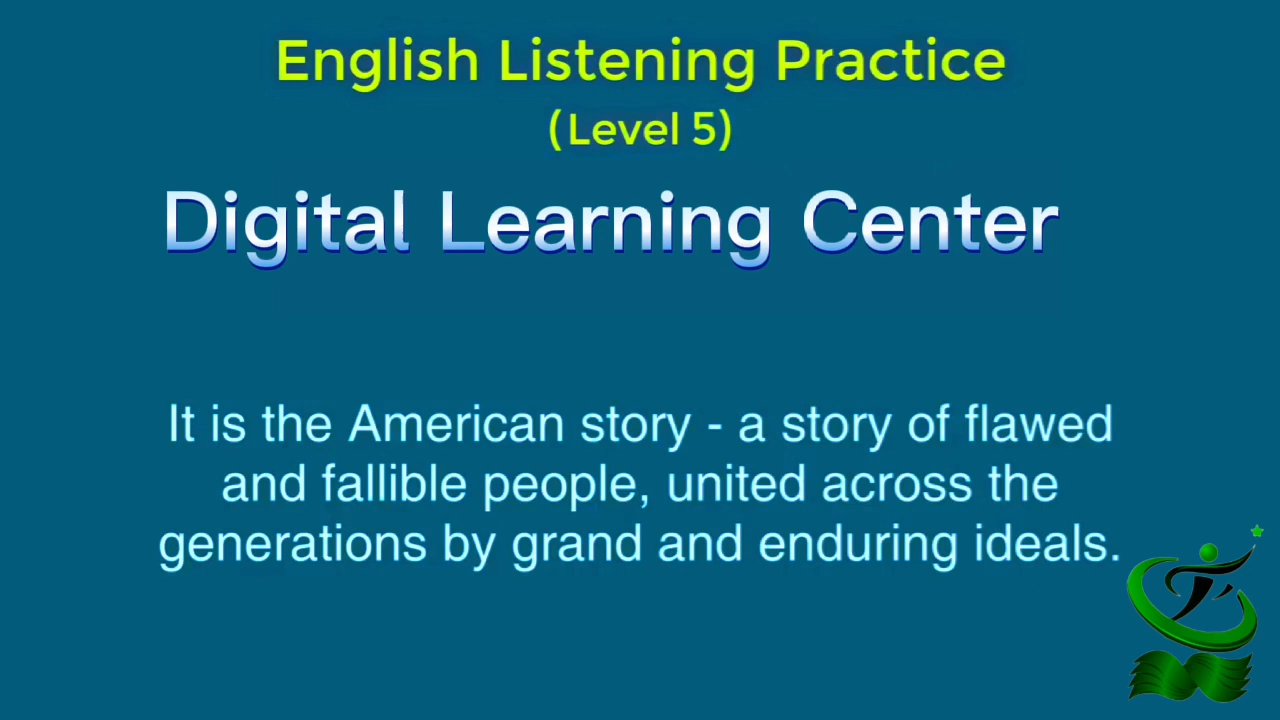 English Listening Practice
(Level 5)
Digital Learning Center
It is the American story - a story of flawed
and fallible people, united across the
generations by grand and enduring ideals.